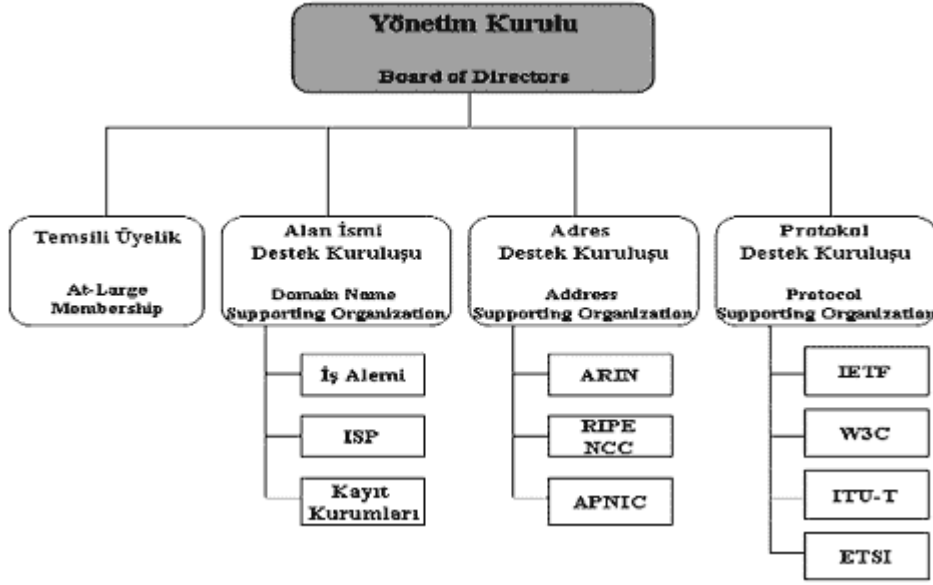 Yönetim Kurulu
Board of Directors
Temsili Üyelik
At-Large
Membership
Alan İsmi
Destek Kuruluşu
Domain Name
Supporting Organization
İş Alemi
ISP
Kayıt
Kurumları
Adres
Destek Kuruluşu
Address
Supporting Organization
ARIN
RIPE
NCC
APNIC
Protokol
Destek Kuruluşu
Protocol
Supporting Organization
IETF
W3C
ITU-T
ETSI